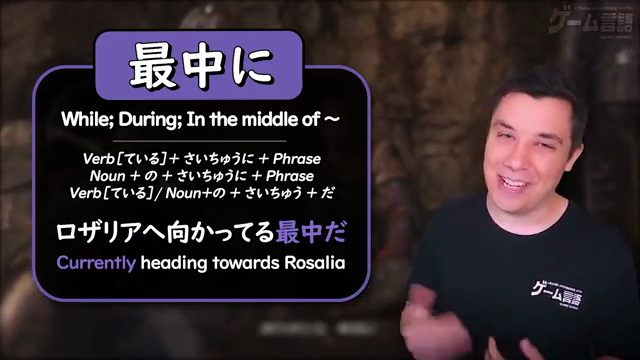 最中に
While; During; In the middle of ～
Verb［ている］+ さいちゅうに + Phrase
Noun + の + さいちゅうに + Phrase
Verb［ている］/ Noun+の + さいちゅう + だ
ロザリアへ向かってる最中だ
Currently heading towards Rosalia
ゲーム言語
ゲーム言語